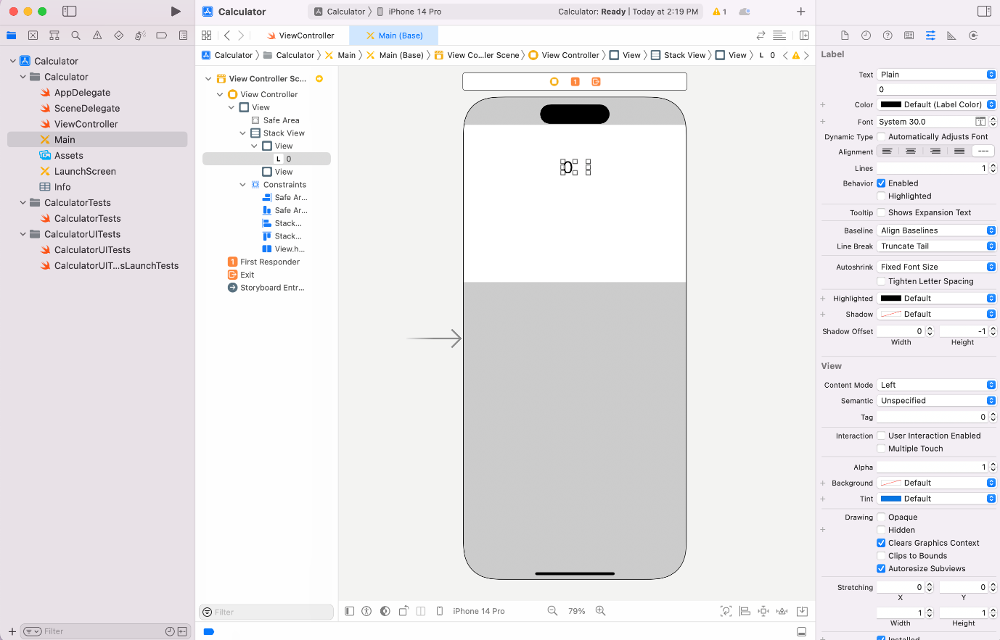 Calculator
Calculator
iPhone 14 Pro
Calculator: Ready | Today at 2:19 PM
1
ViewController
Main (Base)
Calculator
Calculator
Main
Main (Base)
View Co...ler Scene
View Controller
View
Stack View
View
L 0
Calculator
Calculator
AppDelegate
SceneDelegate
ViewController
Main
Assets
LaunchScreen
Info
CalculatorTests
CalculatorTests
CalculatorUITests
CalculatorUITests
CalculatorUIT...sLaunchTests
Filter
View Controller Sc...
View Controller
View
Safe Area
Stack View
View
L 0
View
Constraints
Safe Ar...
Safe Ar...
Stack...
Stack...
View.h...
1 First Responder
Exit
Storyboard Entr...
Filter
1
0
iPhone 14 Pro
79%
Label
Text Plain
0
Color Default (Label Color)
Font System 30.0
Dynamic Type Automatically Adjusts Font
Alignment
Lines 1
Behavior Enabled
Highlighted
Tooltip Shows Expansion Text
Baseline Align Baselines
Line Break Truncate Tail
Autoshrink Fixed Font Size
Tighten Letter Spacing
Highlighted Default
Shadow Default
Shadow Offset 0 -1
Width Height
View
Content Mode Left
Semantic Unspecified
Tag 0
Interaction User Interaction Enabled
Multiple Touch
Alpha 1
Background Default
Tint Default
Drawing Opaque
Hidden
Clears Graphics Context
Clips to Bounds
Autoresize Subviews
Stretching 0 0
X Y
1 1
Width Height
Installed